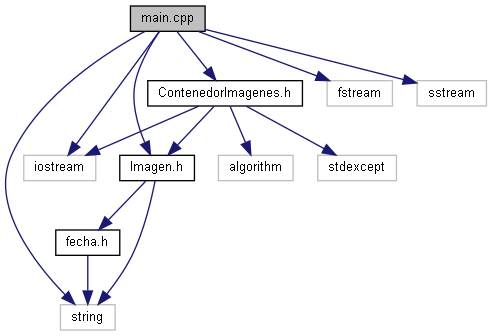 main.cpp
ContenedorImagenes.h
fstream
sstream
iostream
Imagen.h
algorithm
stdexcept
fecha.h
string